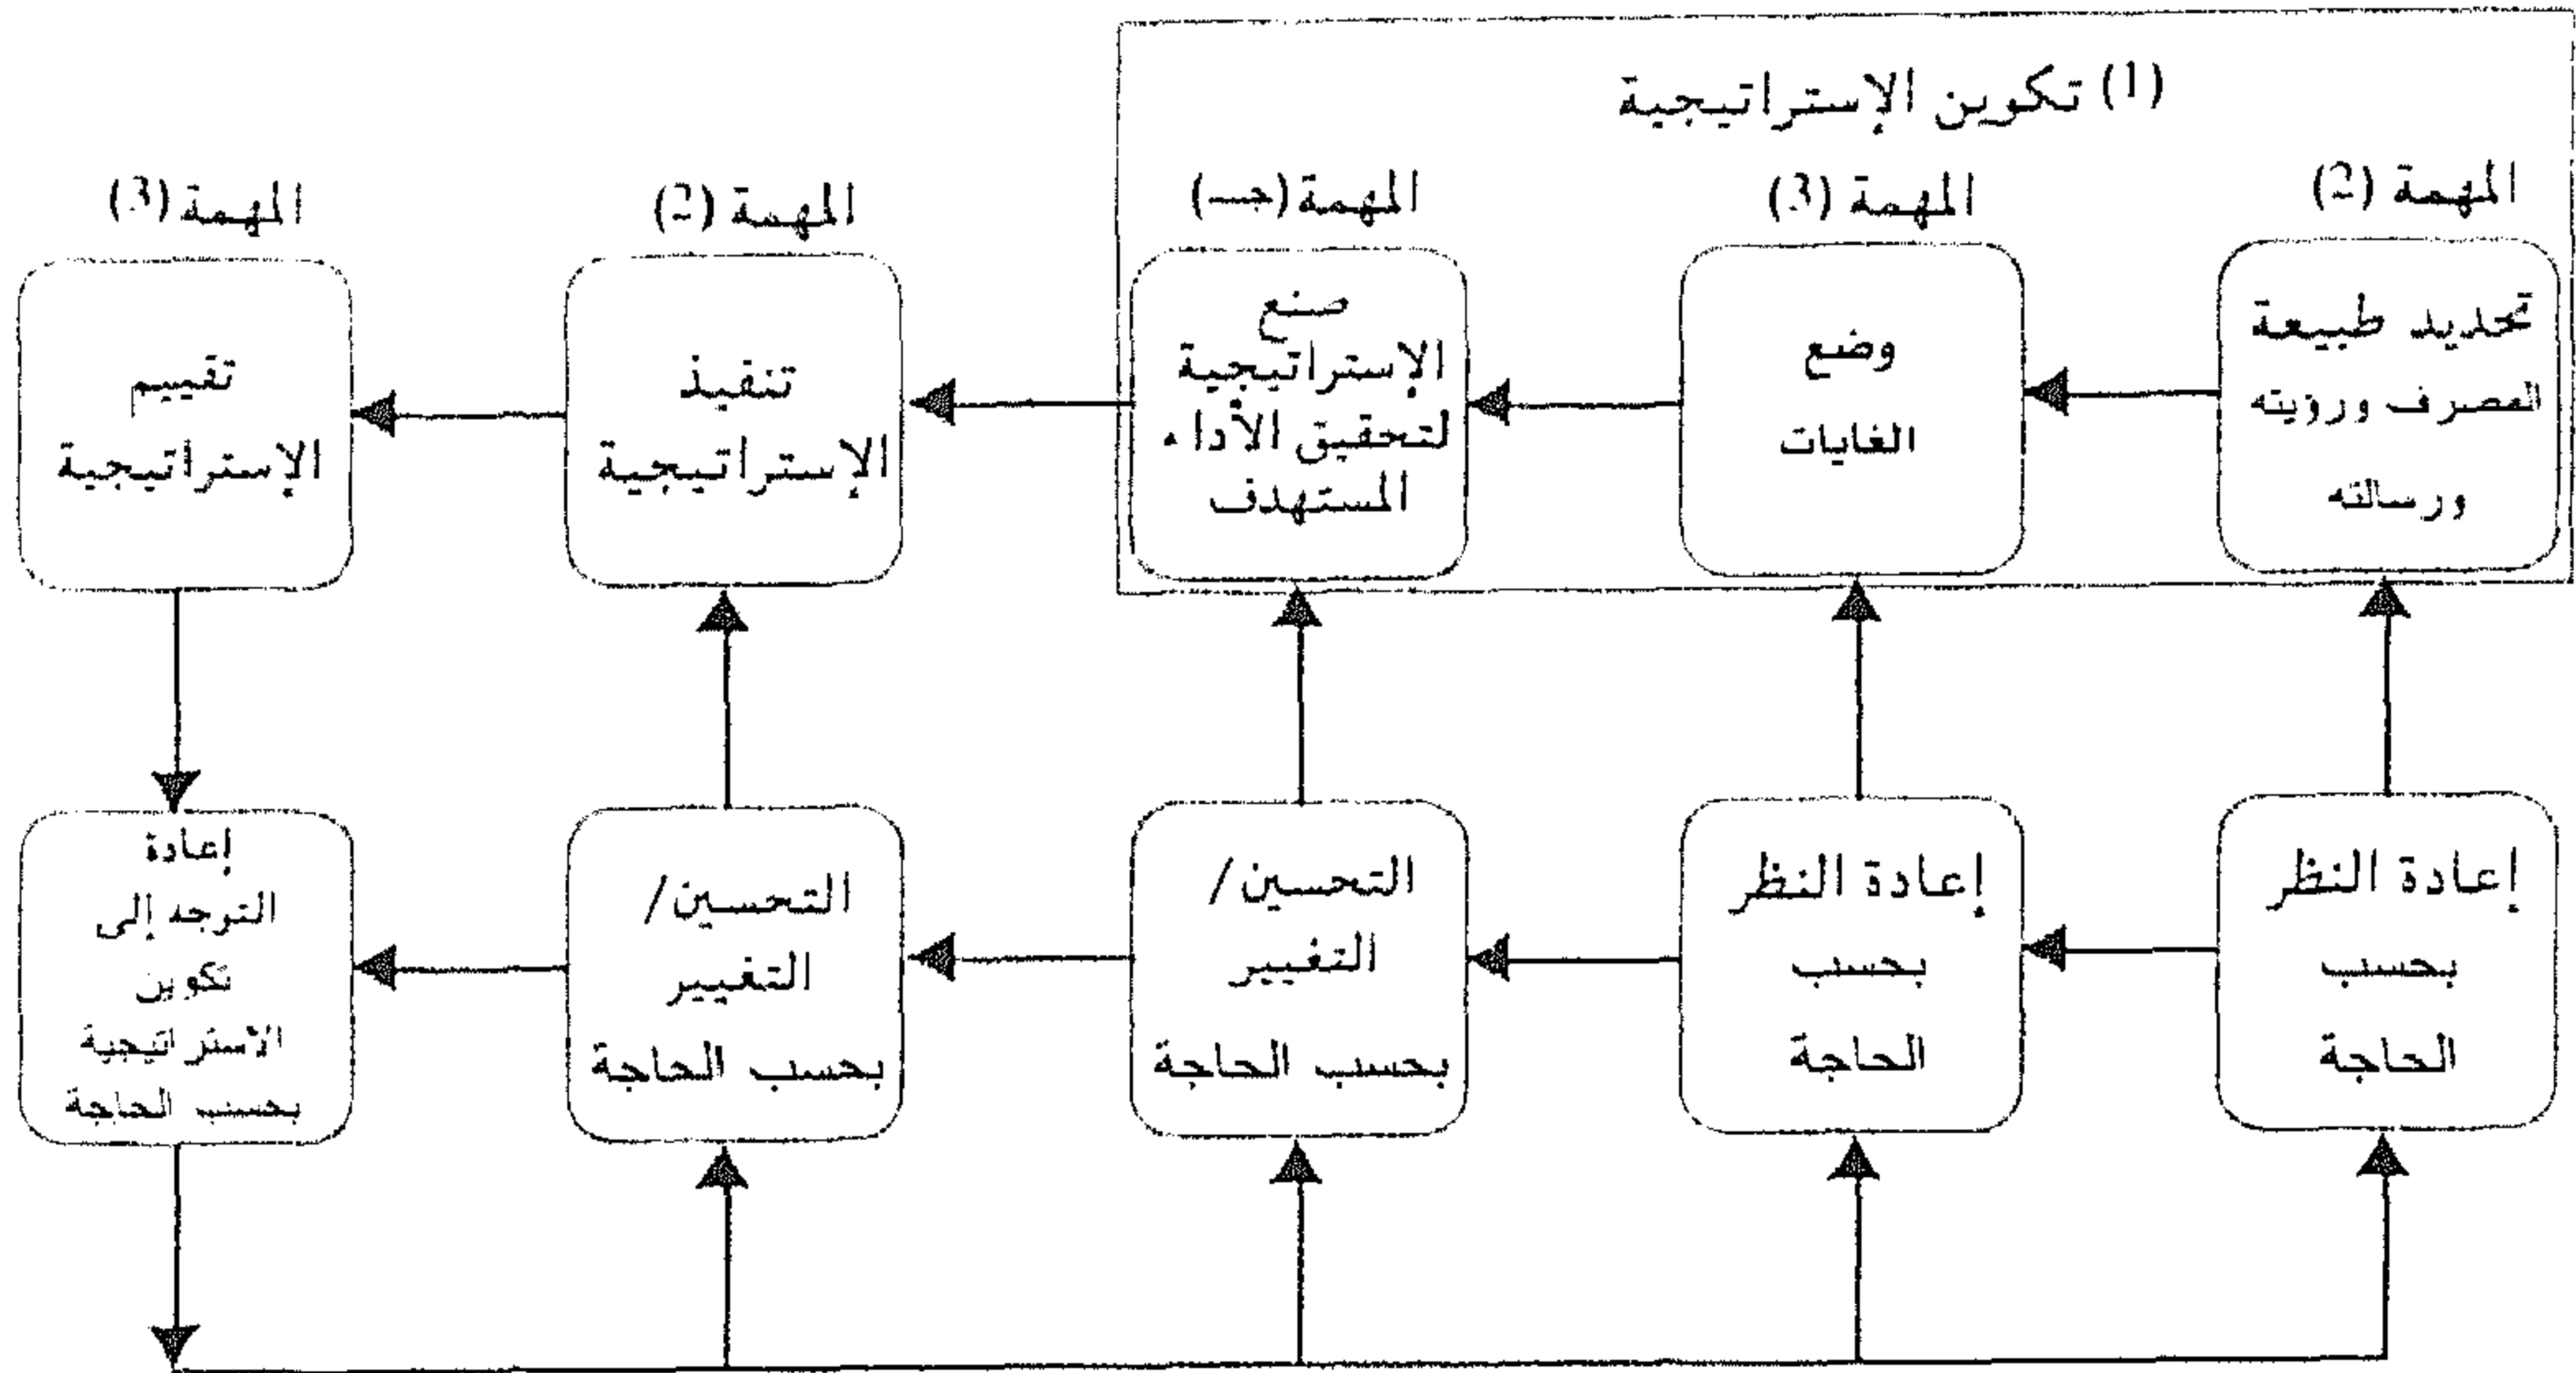 (1) تكوين الإستراتيجية
المهمة (2)
تحديد طبيعة
المصرف ورؤيته
ورسالته
المهمة (3)
وضع
الغايات
المهمة (جـ)
صنع
الإستراتيجية
لتحقيق الأداء
المستهدف
المهمة (2)
تنفيذ
الإستراتيجية
المهمة (3)
تقييم
الإستراتيجية
إعادة النظر
بحسب
الحاجة
إعادة النظر
بحسب
الحاجة
التحسين/
التغيير
بحسب الحاجة
التحسين/
التغيير
بحسب الحاجة
إعادة
التوجه إلى
تكوين
الاستراتيجية
بحسب الحاجة